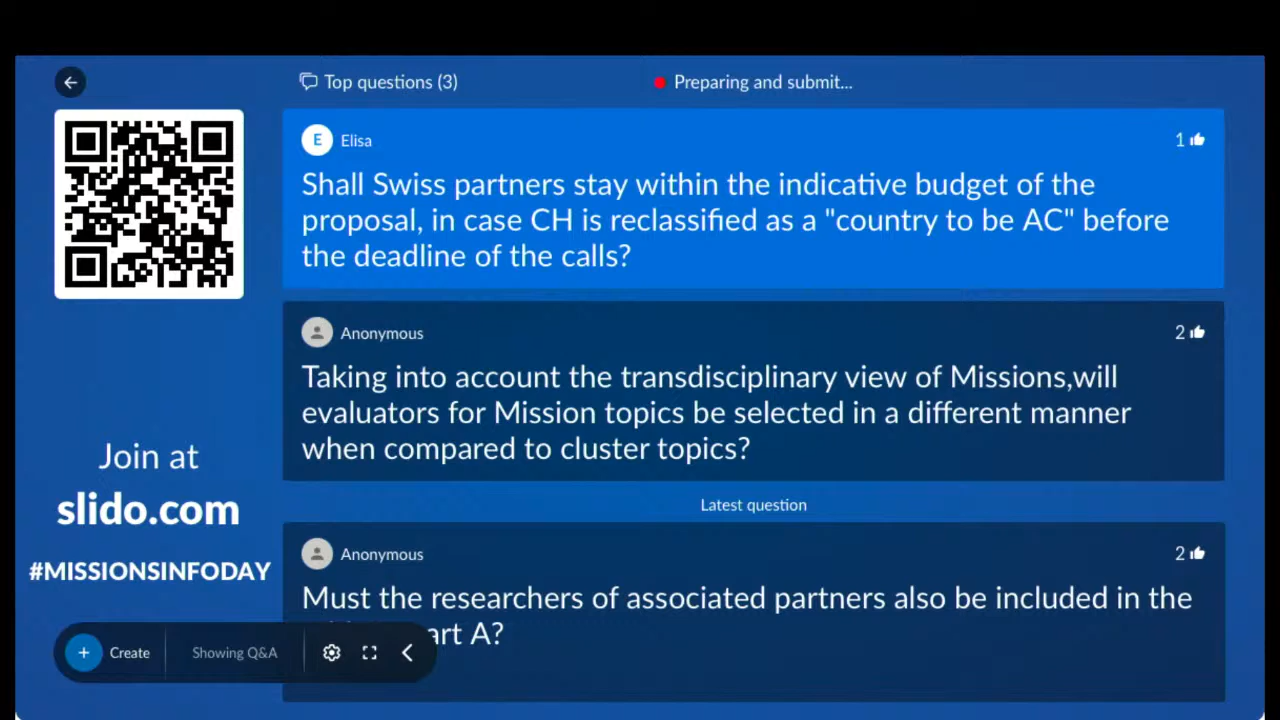 Top questions (3)
Preparing and submit...
E Elisa
1
Shall Swiss partners stay within the indicative budget of the
proposal, in case CH is reclassified as a "country to be AC" before
the deadline of the calls?
Anonymous
2
Taking into account the transdisciplinary view of Missions,will
evaluators for Mission topics be selected in a different manner
when compared to cluster topics?
Latest question
Anonymous
2
Must the researchers of associated partners also be included in the
A?
Join at
slido.com
#MISSIONSINFODAY
+ Create
Showing Q&A